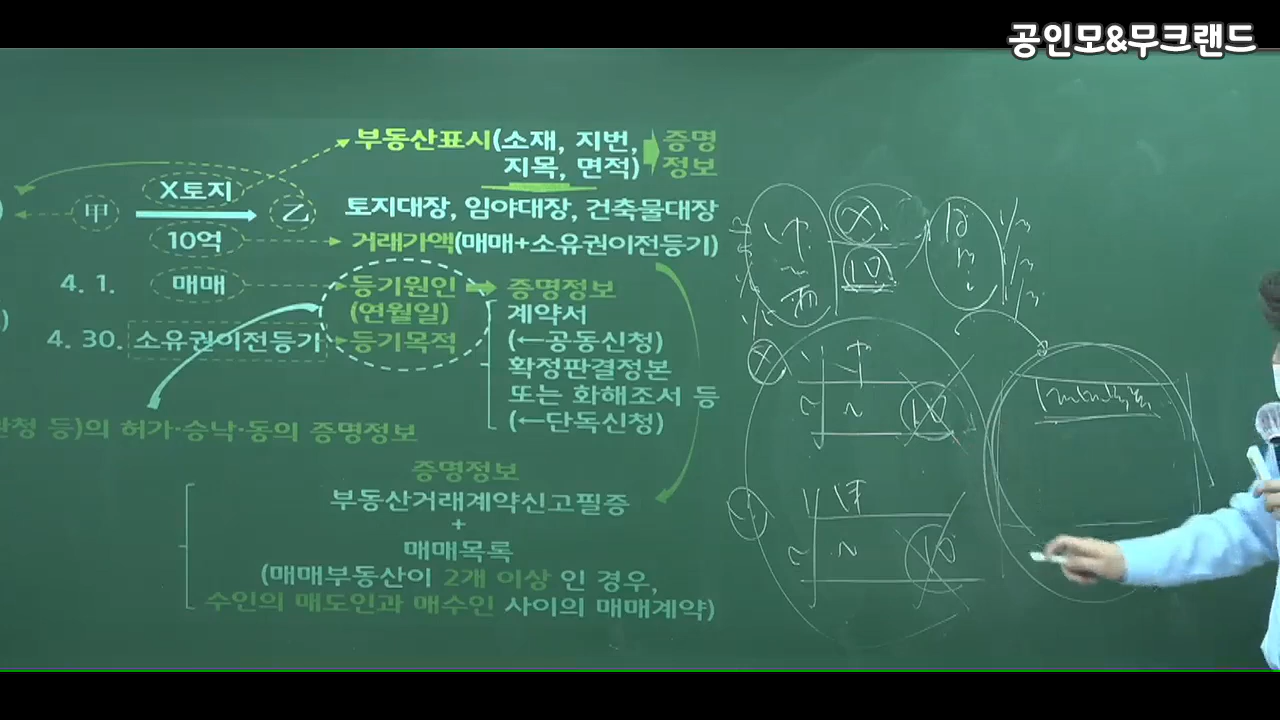 공인모&무크랜드
부동산표시(소재, 지번, 증명
지목, 면적) 정보
X토지
甲 乙 토지대장, 임야대장, 건축물대장
10억 거래가액(매매+소유권이전등기)
4. 1. 매매 등기원인 증명정보
(연월일) 계약서
4. 30. 소유권이전등기 등기목적 (←공동신청)
확정판결정본
또는 화해조서 등
(←단독신청)
관청 등)의 허가·승낙·동의 증명정보
증명정보
부동산거래계약신고필증
+
매매목록
(매매부동산이 2개 이상 인 경우,
수인의 매도인과 매수인 사이의 매매계약)
X
10
甲
乙
10